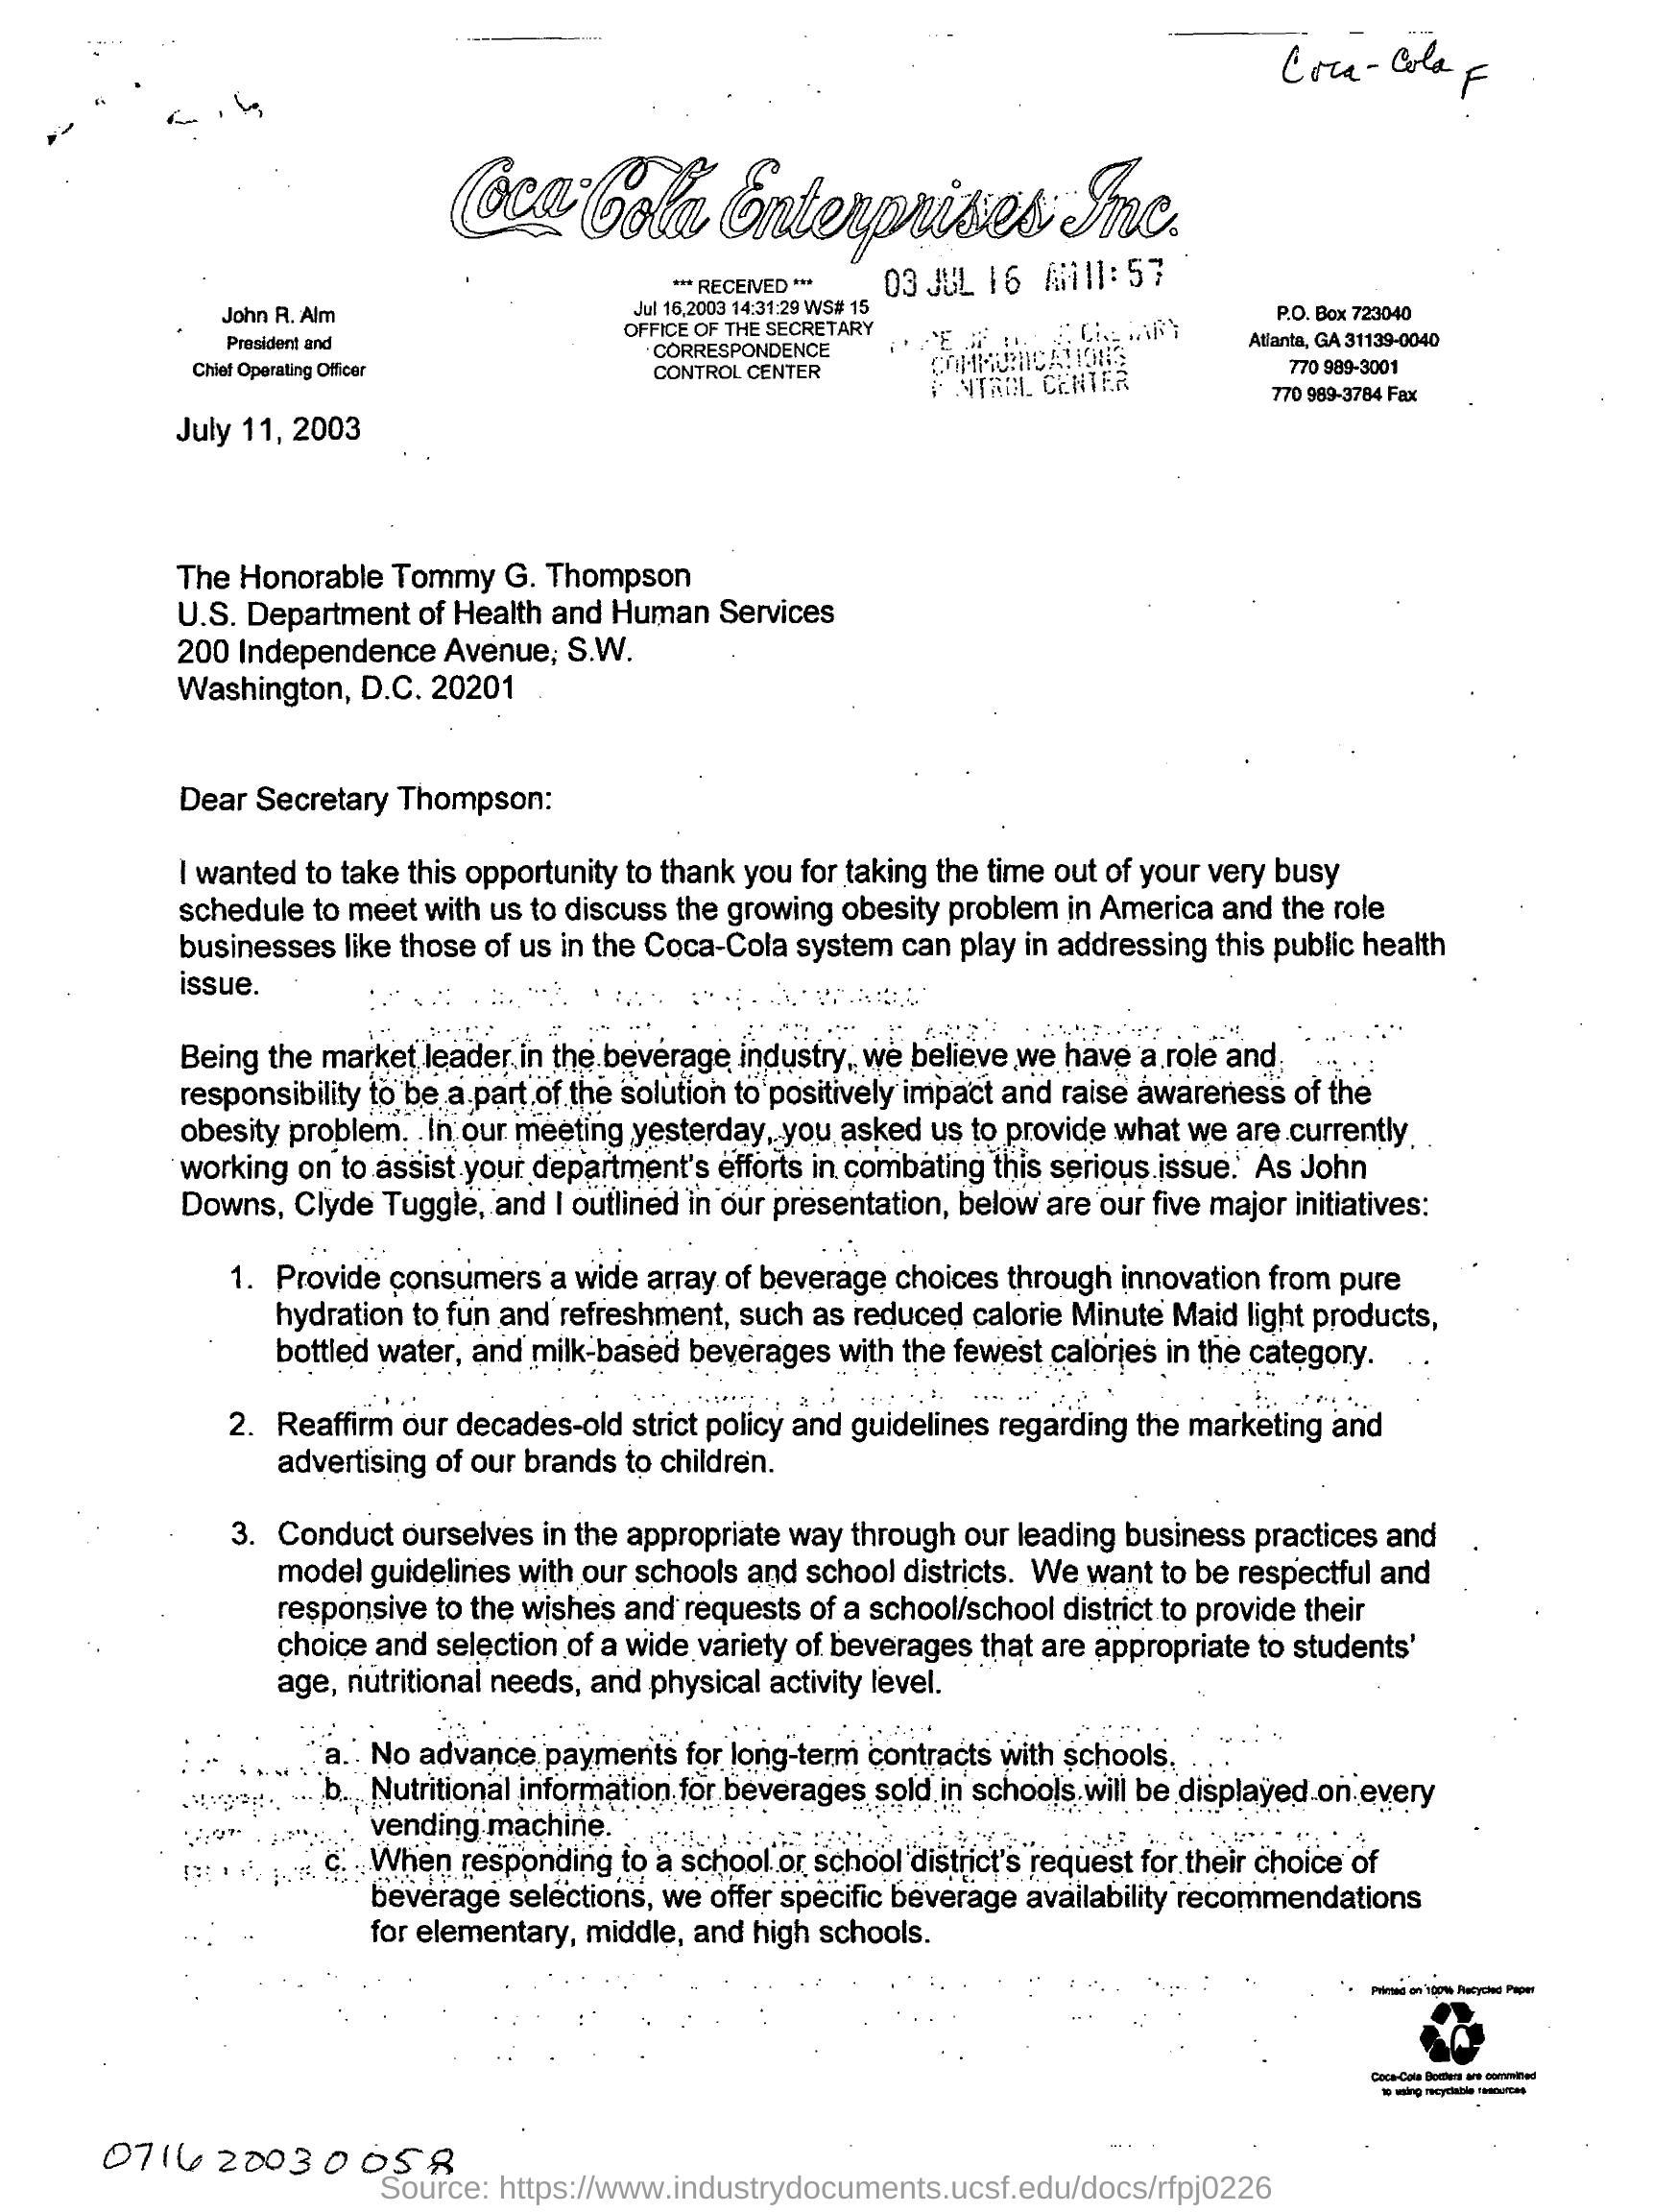 Coca-Cola F
Coca-Cola Enterprises Inc.
*** RECEIVED ***
Jul 16,2003 14:31:29 WS# 15
OFFICE OF THE SECRETARY
CORRESPONDENCE
CONTROL CENTER
03 JUL 16 AM 11:57
COMMUNICATIONS
CENTER
John R. Alm
President and
Chief Operating Officer
P.O. Box 723040
Atlanta, GA 31139-0040
770 989-3001
770 989-3784 Fax
July 11, 2003
The Honorable Tommy G. Thompson
U.S. Department of Health and Human Services
200 Independence Avenue, S.W.
Washington, D.C. 20201
Dear Secretary Thompson:
I wanted to take this opportunity to thank you for taking the time out of your very busy
schedule to meet with us to discuss the growing obesity problem in America and the role
businesses like those of us in the Coca-Cola system can play in addressing this public health
issue.
Being the market leader in the beverage industry, we believe we have a role and
responsibility to be a part of the solution to positively impact and raise awareness of the
obesity problem. In our meeting yesterday, you asked us to provide what we are currently
working on to assist your department's efforts in combating this serious issue. As John
Downs, Clyde Tuggle, and I outlined in our presentation, below are our five major initiatives:
1. Provide consumers a wide array of beverage choices through innovation from pure
hydration to fun and refreshment, such as reduced calorie Minute Maid light products,
bottled water, and milk-based beverages with the fewest calories in the category.
2. Reaffirm our decades-old strict policy and guidelines regarding the marketing and
advertising of our brands to children.
3. Conduct ourselves in the appropriate way through our leading business practices and
model guidelines with our schools and school districts. We want to be respectful and
responsive to the wishes and requests of a school/school district to provide their
choice and selection of a wide variety of beverages that are appropriate to students'
age, nutritional needs, and physical activity level.
a. No advance payments for long-term contracts with schools.
b. Nutritional information for beverages sold in schools will be displayed on every
vending machine.
c. When responding to a school or school district's request for their choice of
beverage selections, we offer specific beverage availability recommendations
for elementary, middle, and high schools.
Printed on 100% Recycled Paper
Coca-Cola Bottlers are committed
to using recyclable resources
071620030058
Source: https://www.industrydocuments.ucsf.edu/docs/rfpj0226